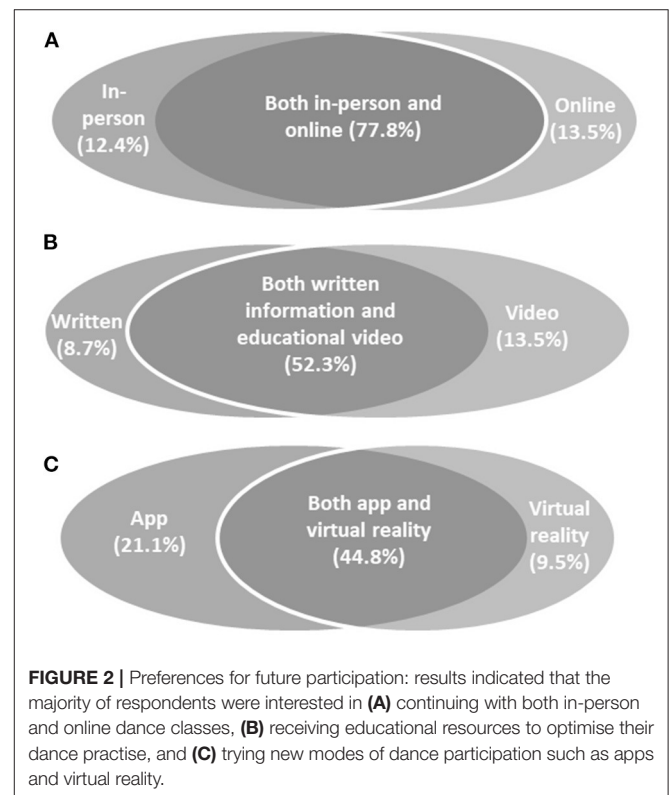 A
In-
person
(12.4%)
Both in-person and
online (77.8%)
Online
(13.5%)
B
Written
(8.7%)
Both written
information and
educational video
(52.3%)
Video
(13.5%)
C
App
(21.1%)
Both app and
virtual reality
(44.8%)
Virtual
reality
(9.5%)
FIGURE 2 | Preferences for future participation: results indicated that the
majority of respondents were interested in (A) continuing with both in-person
and online dance classes, (B) receiving educational resources to optimise their
dance practise, and (C) trying new modes of dance participation such as apps
and virtual reality.